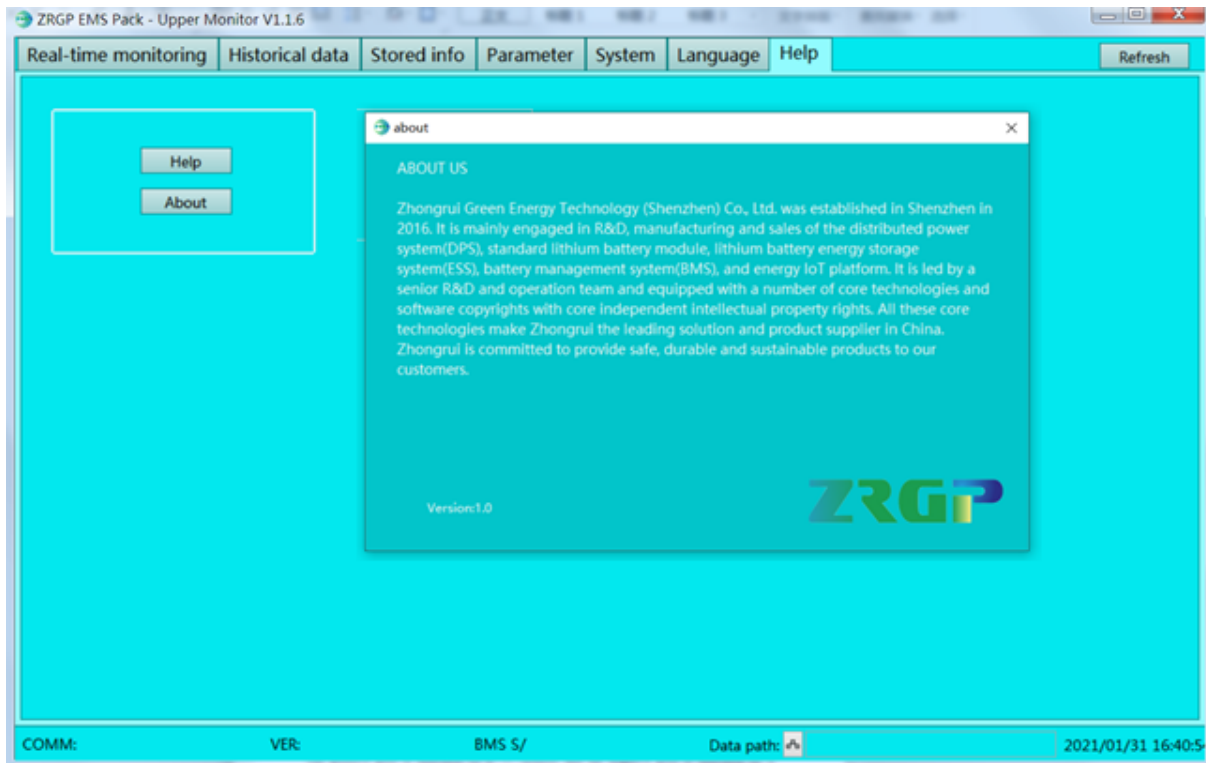 ZRGP EMS Pack - Upper Monitor V1.1.6
Real-time monitoring Historical data Stored info Parameter System Language Help Refresh
Help
About
about
ABOUT US
Zhongrui Green Energy Technology (Shenzhen) Co., Ltd. was established in Shenzhen in
2016. It is mainly engaged in R&D, manufacturing and sales of the distributed power
system(DPS), standard lithium battery module, lithium battery energy storage
system(ESS), battery management system(BMS), and energy IoT platform. It is led by a
senior R&D and operation team and equipped with a number of core technologies and
software copyrights with core independent intellectual property rights. All these core
technologies make Zhongrui the leading solution and product supplier in China.
Zhongrui is committed to provide safe, durable and sustainable products to our
customers.
Version:1.0
ZRGP
COMM: VER: BMS S/ Data path: 2021/01/31 16:40:5